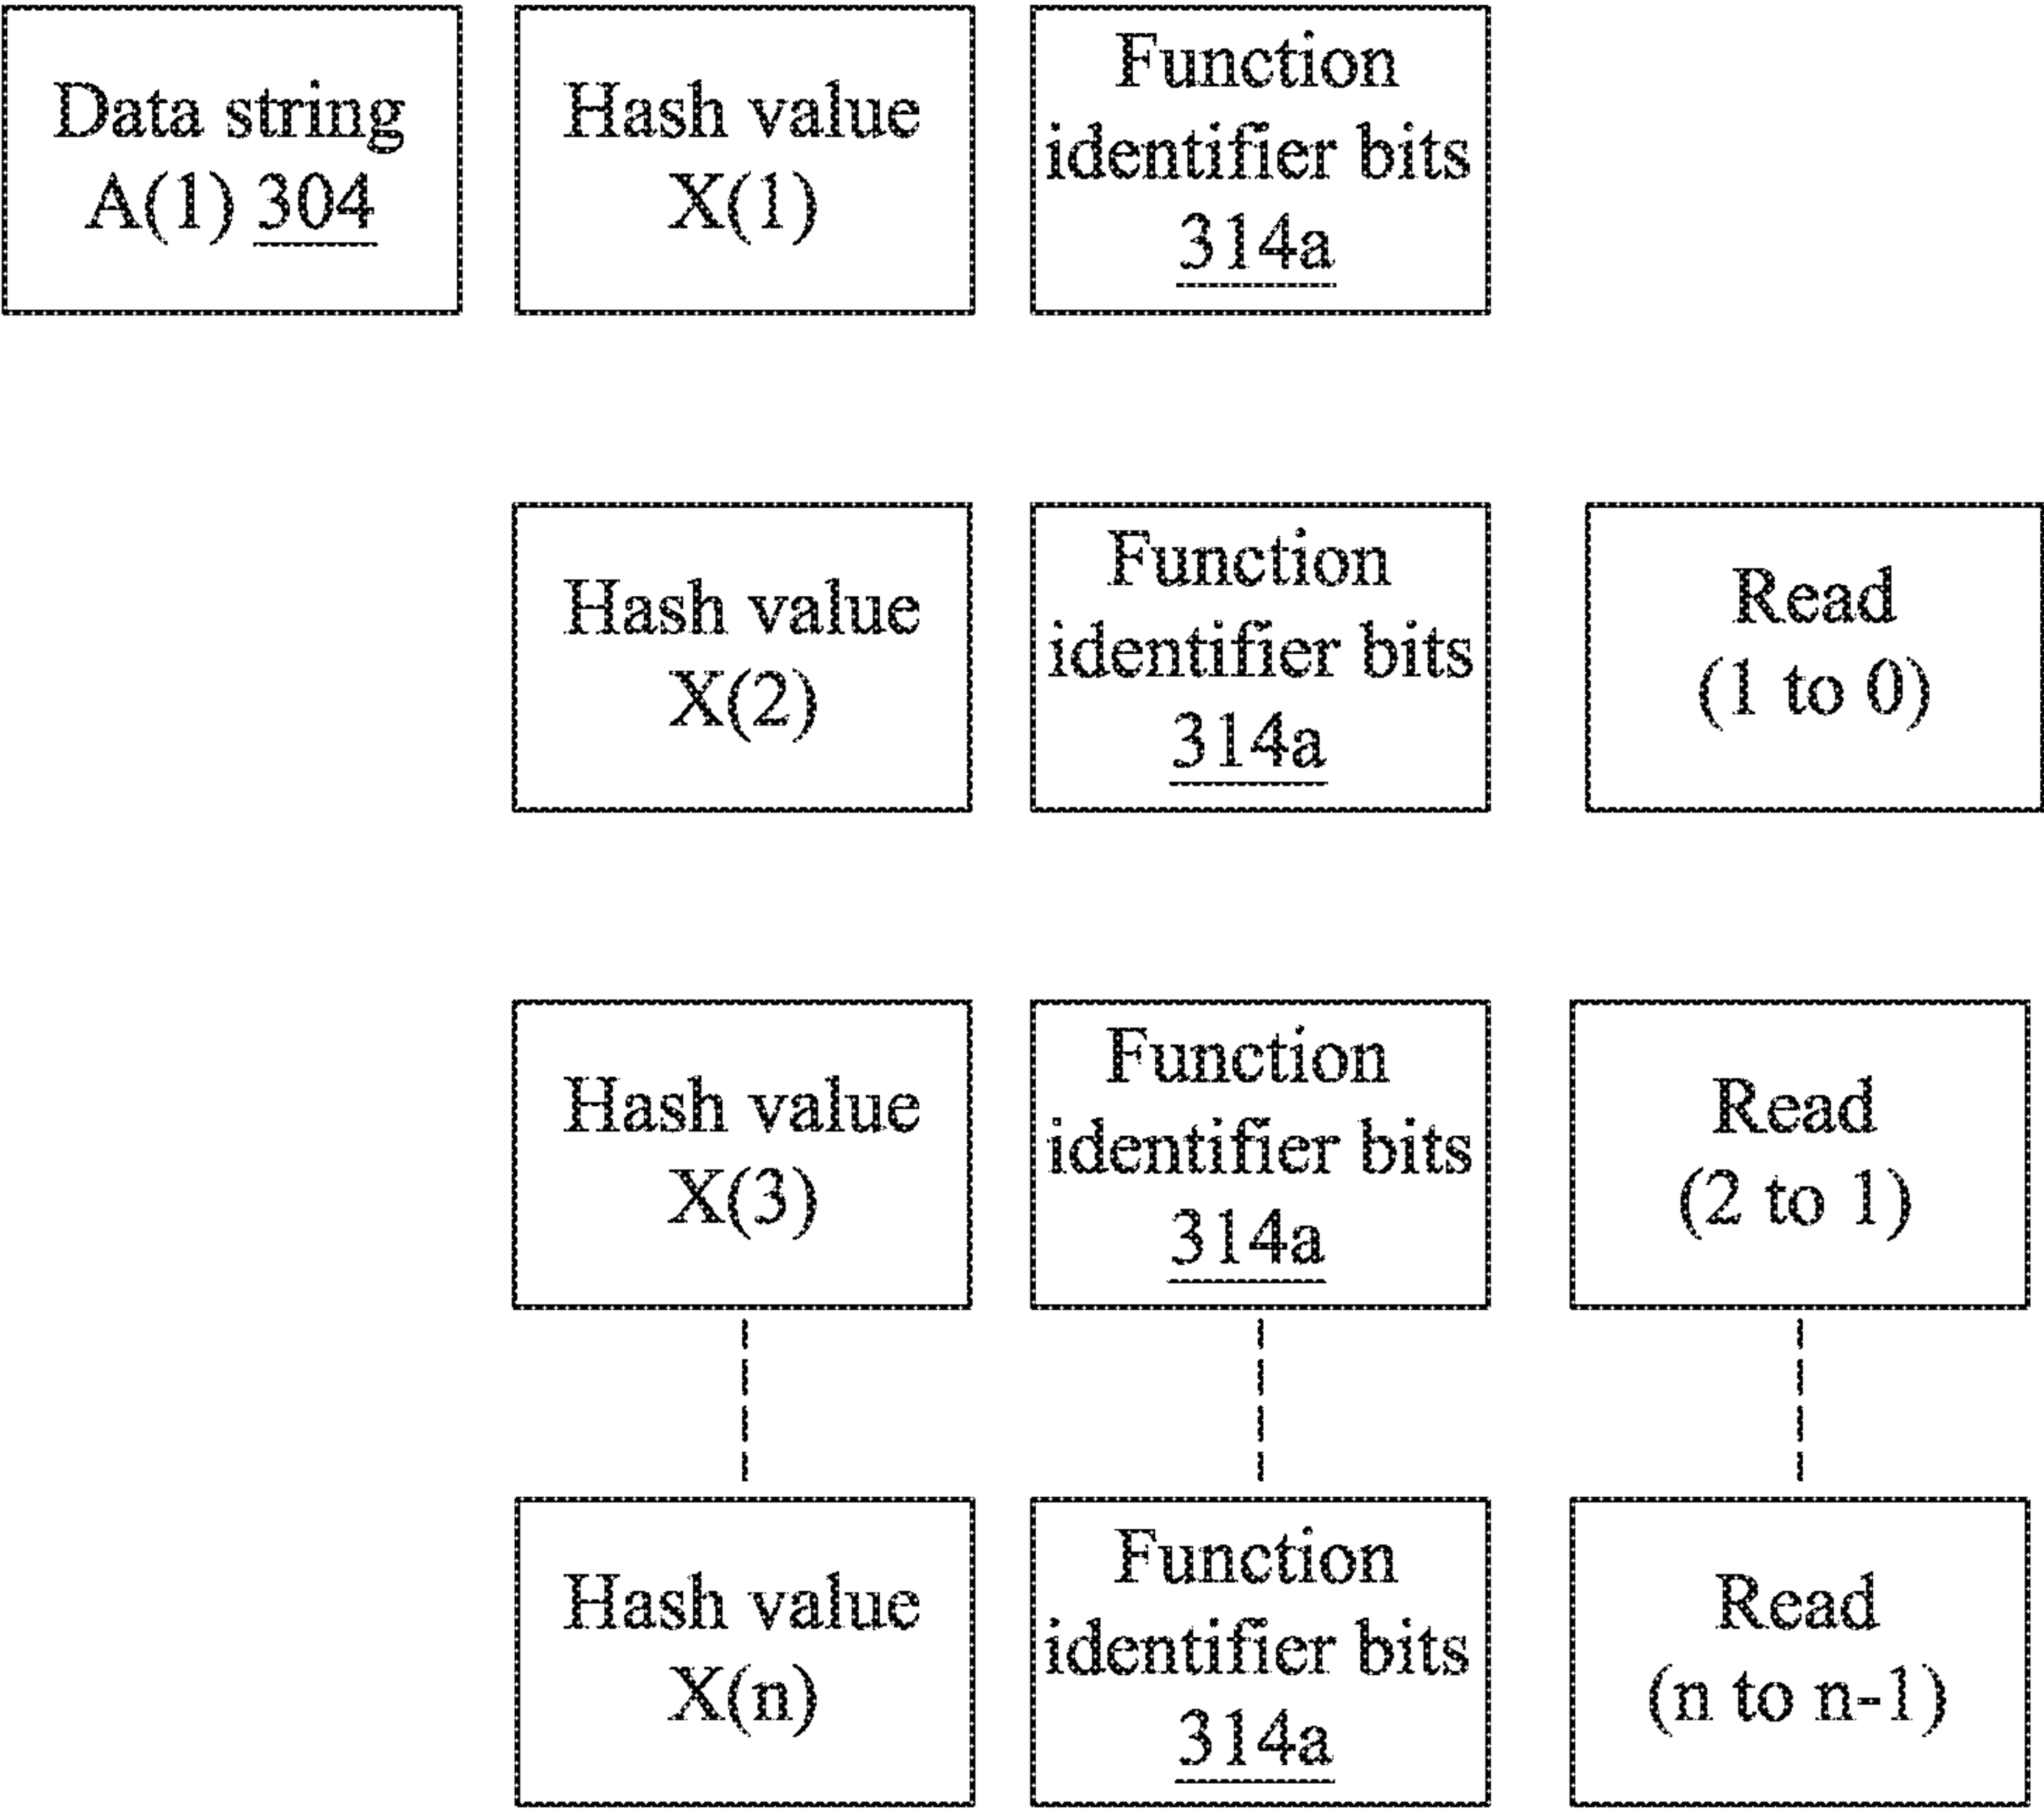 Data string
A(1) 304
Hash value
X(1)
Function
identifier bits
314a
Hash value
X(2)
Function
identifier bits
314a
Read
(1 to 0)
Hash value
X(3)
Function
identifier bits
314a
Read
(2 to 1)
Hash value
X(n)
Function
identifier bits
314a
Read
(n to n-1)